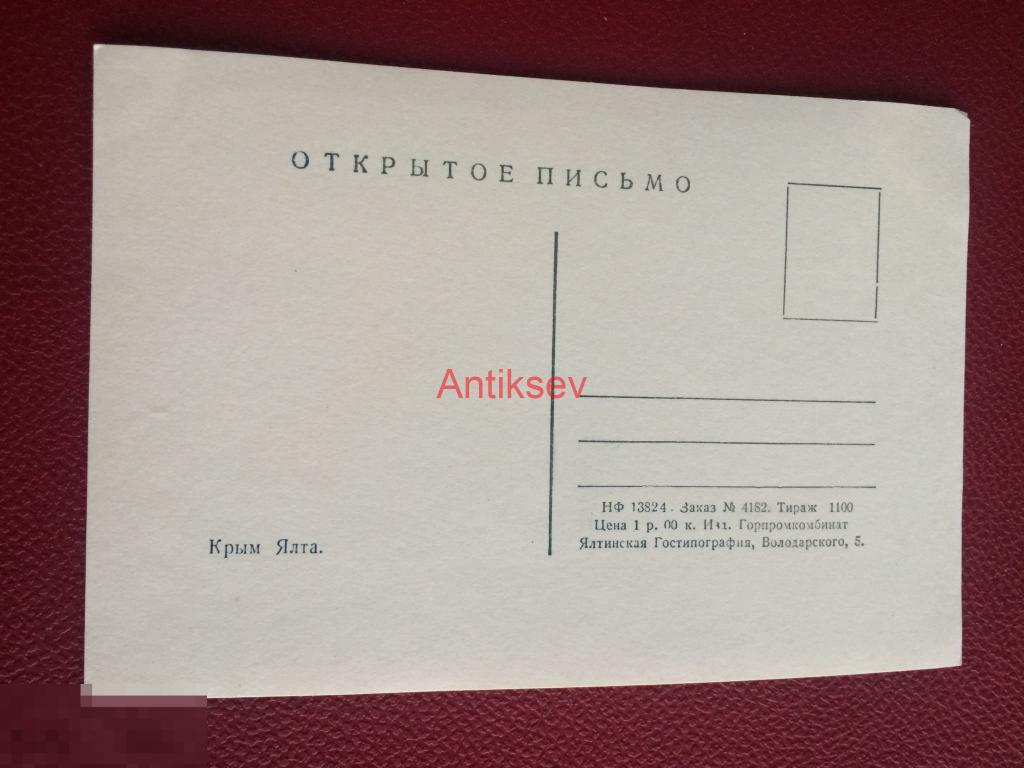 ОТКРЫТОЕ ПИСЬМО
Antiksev
НФ 13824. Заказ № 4182. Тираж 1100
Цена 1 р. 00 к. Изд. Горпромкомбинат
Ялтинская Гостипография, Володарского, 5.
Крым Ялта.